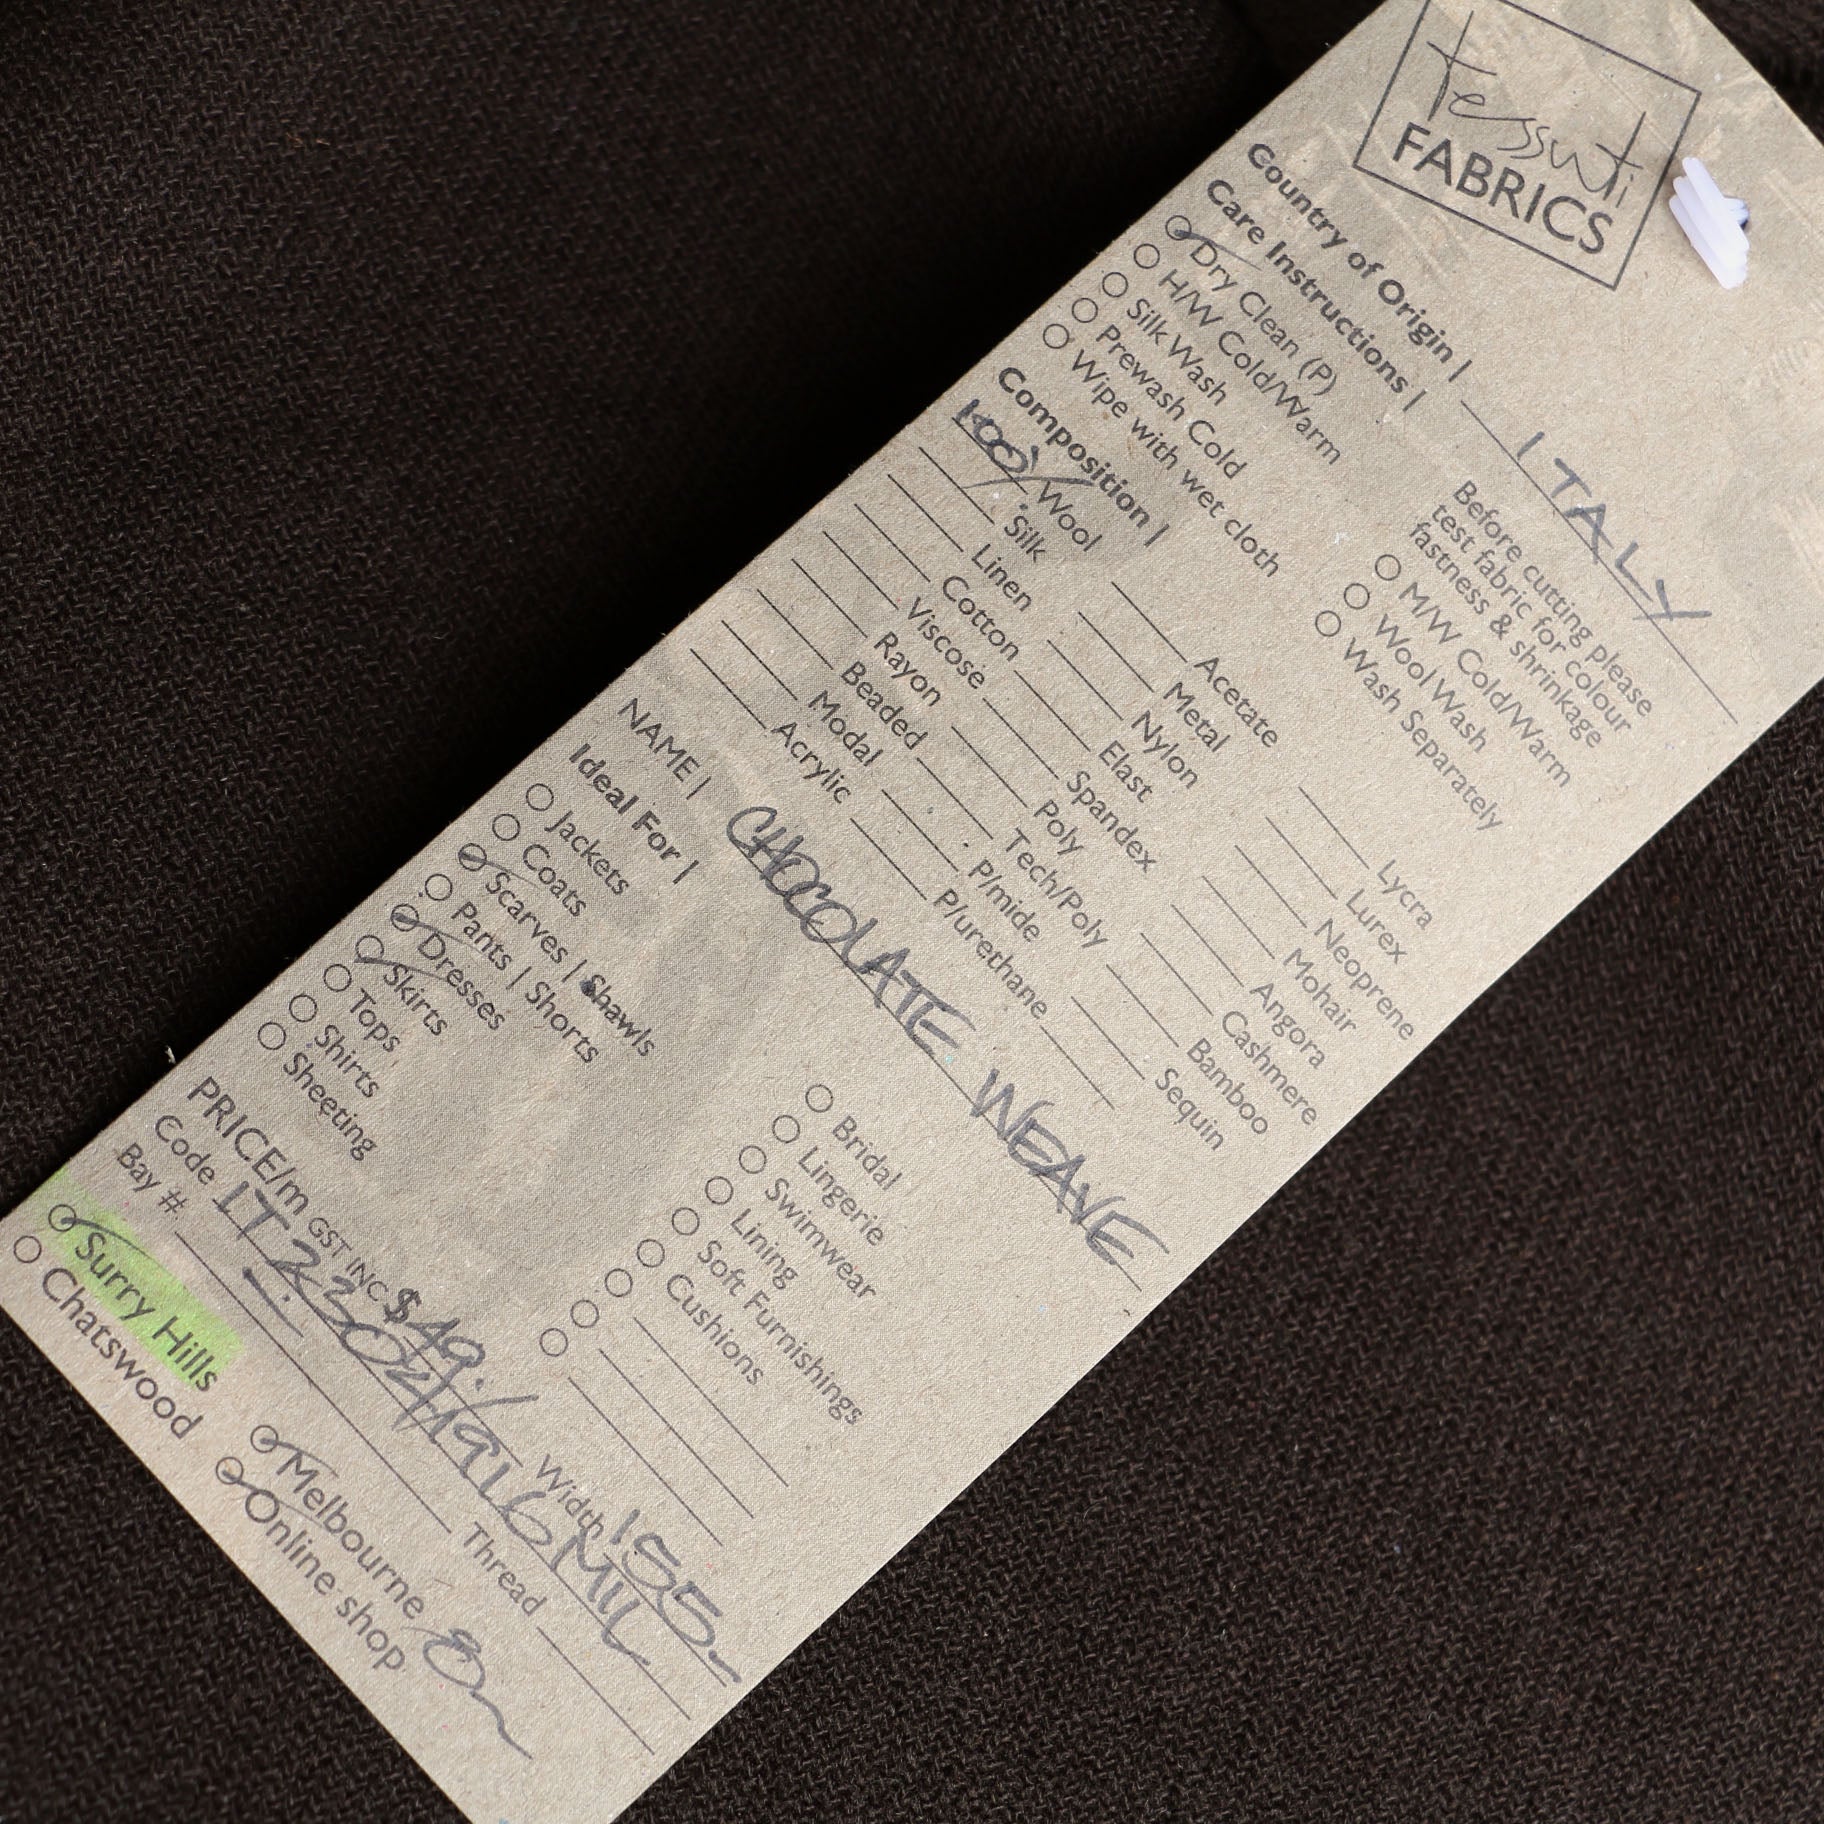 tessuti
FABRICS
Country of Origin | ITALY
Care Instructions |
Before cutting please
test fabric for colour
fastness & shrinkage
Dry Clean (P)
H/W Cold/Warm
Silk Wash
Prewash Cold
Wipe with wet cloth
M/W Cold/Warm
Wool Wash
Wash Separately
Composition |
100% Wool
Silk
Linen
Cotton
Viscose
Rayon
Beaded
Modal
Acrylic
Acetate
Metal
Nylon
Elast
Spandex
Poly
Tech/Poly
P/mide
P/urethane
Lycra
Lurex
Neoprene
Mohair
Angora
Cashmere
Bamboo
Sequin
NAME | CHOCOLATE WEAVE
Ideal For |
Jackets
Coats
Scarves | Shawls
Pants | Shorts
Dresses
Skirts
Tops
Shirts
Sheeting
Bridal
Lingerie
Swimwear
Lining
Soft Furnishings
Cushions
PRICE/m GST INC $49.- Width 155
Code MIL
Bay # Thread
Surry Hills
Chatswood
Melbourne
Online shop